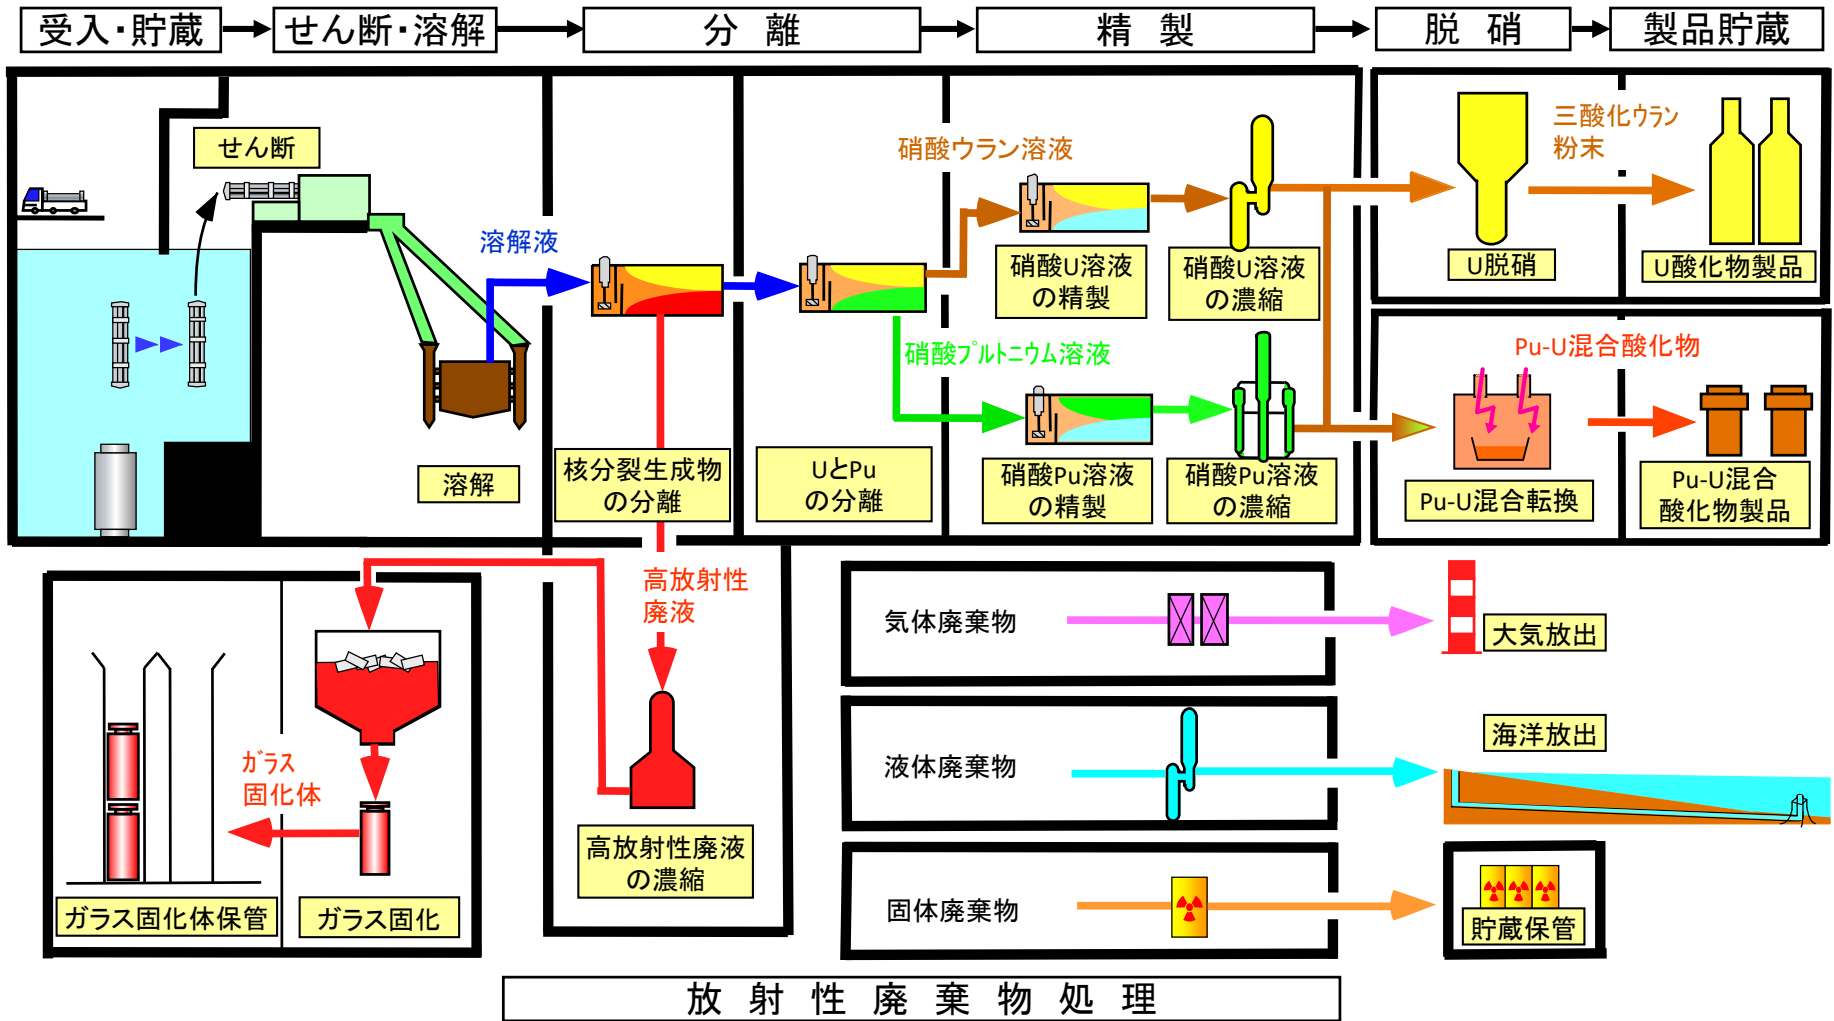 受入・貯蔵
せん断・溶解
分離
精製
脱硝
製品貯蔵
せん断
溶解液
溶解
核分裂生成物
の分離
UとPu
の分離
硝酸ウラン溶液
硝酸U溶液
の精製
硝酸U溶液
の濃縮
硝酸プルトニウム溶液
硝酸Pu溶液
の精製
硝酸Pu溶液
の濃縮
三酸化ウラン
粉末
U脱硝
U酸化物製品
Pu-U混合酸化物
Pu-U混合転換
Pu-U混合
酸化物製品
高放射性
廃液
高放射性廃液
の濃縮
ガラス
固化体
ガラス固化体保管
ガラス固化
気体廃棄物
大気放出
液体廃棄物
海洋放出
固体廃棄物
貯蔵保管
放射性廃棄物処理